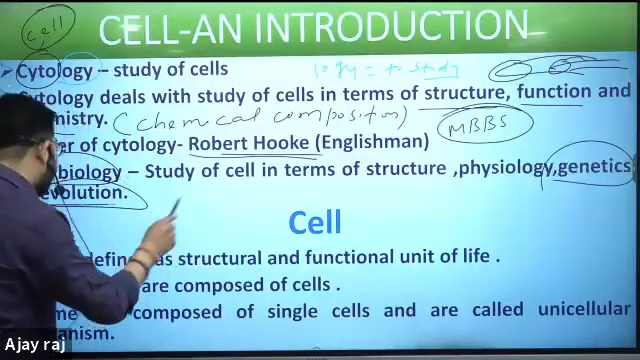 CELL-AN INTRODUCTION
cell
Cytology – study of cells
logy = to study
Cytology deals with study of cells in terms of structure, function and
mistry. (chemical composition)
MBBS
er of cytology- Robert Hooke (Englishman)
biology – Study of cell in terms of structure ,physiology, genetics
evolution.
Cell
define as structural and functional unit of life .
are composed of cells .
me composed of single cells and are called unicellular
anism.
Ajay raj